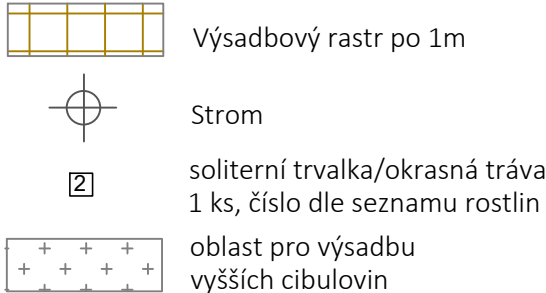 Výsadbový rastr po 1m
Strom
2
soliterní trvalka/okrasná tráva
1 ks, číslo dle seznamu rostlin
oblast pro výsadbu
vyšších cibulovin